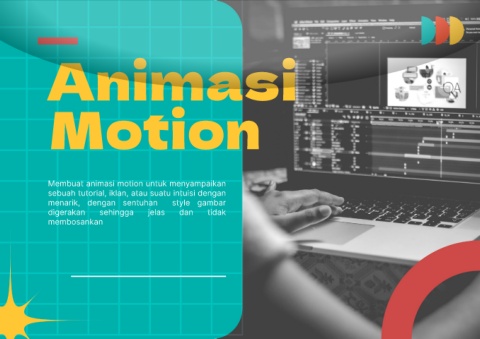 Animasi
Motion
Membuat animasi motion untuk menyampaikan
sebuah tutorial, iklan, atau suatu intuisi dengan
menarik, dengan sentuhan style gambar
digerakan sehingga jelas dan tidak
membosankan